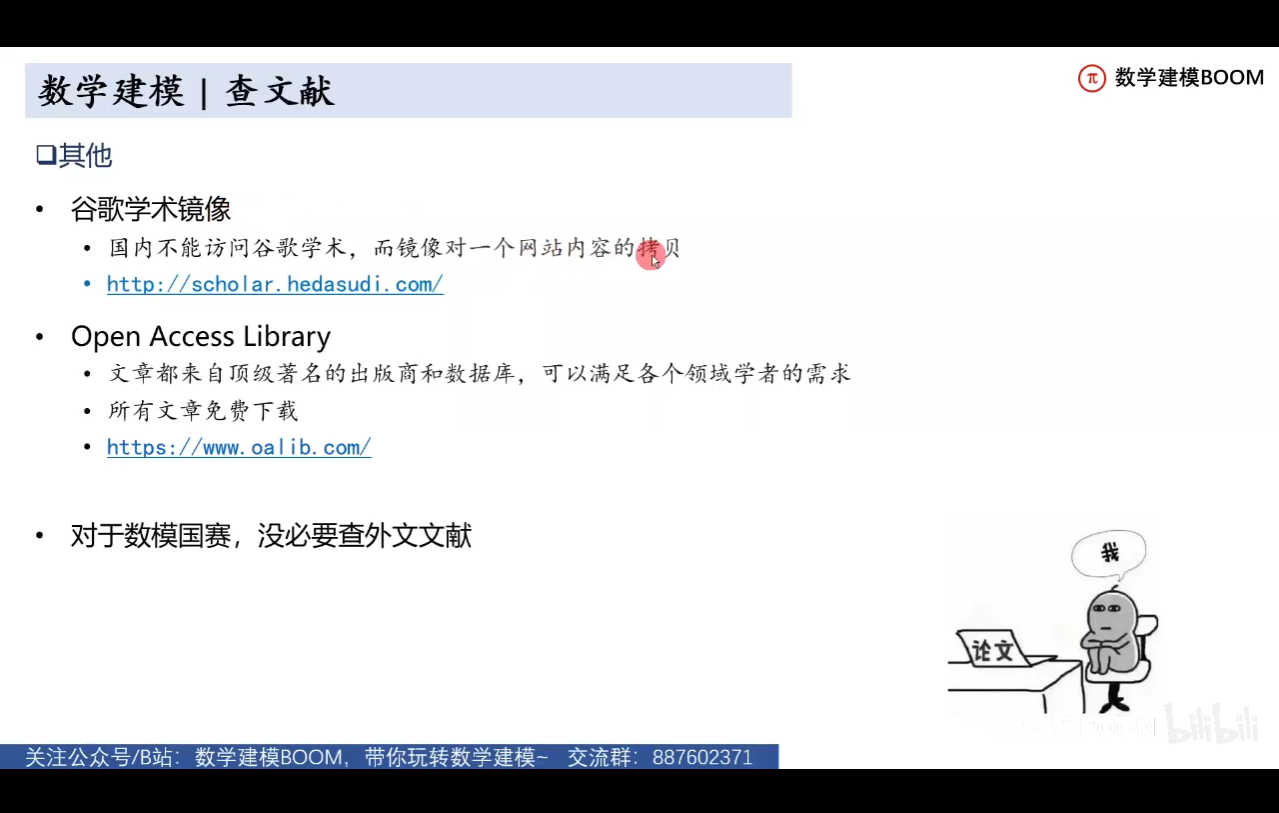 数学建模 | 查文献
π 数学建模BOOM
❑其他
• 谷歌学术镜像
• 国内不能访问谷歌学术，而镜像对一个网站内容的拷贝
• http://scholar.hedasudi.com/
• Open Access Library
• 文章都来自顶级著名的出版商和数据库，可以满足各个领域学者的需求
• 所有文章免费下载
• https://www.oalib.com/
• 对于数模国赛，没必要查外文文献
我
论文
bilibili
关注公众号/B站：数学建模BOOM，带你玩转数学建模~ 交流群：887602371